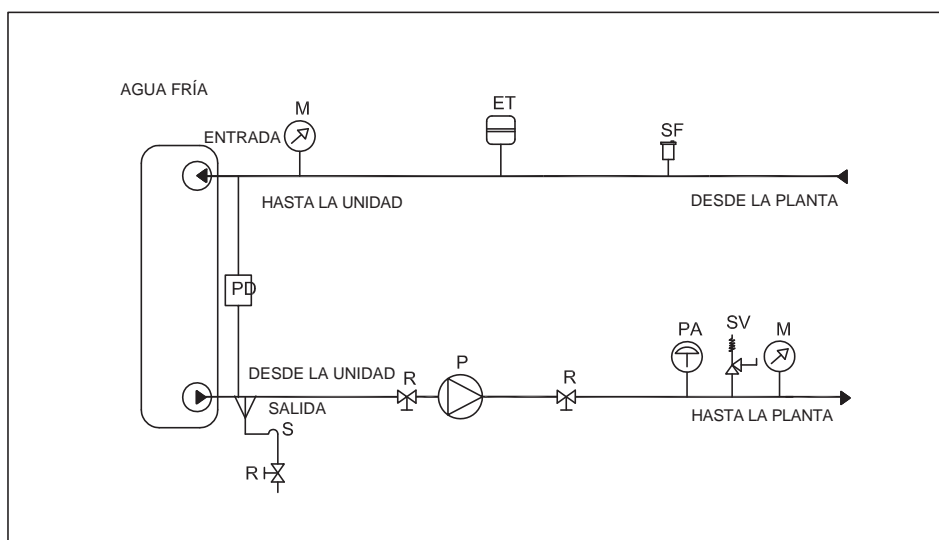 AGUA FRÍA
M
ET
SF
ENTRADA
HASTA LA UNIDAD
DESDE LA PLANTA
PD
PA
SV
M
DESDE LA UNIDAD
R
P
R
SALIDA
HASTA LA PLANTA
S
R